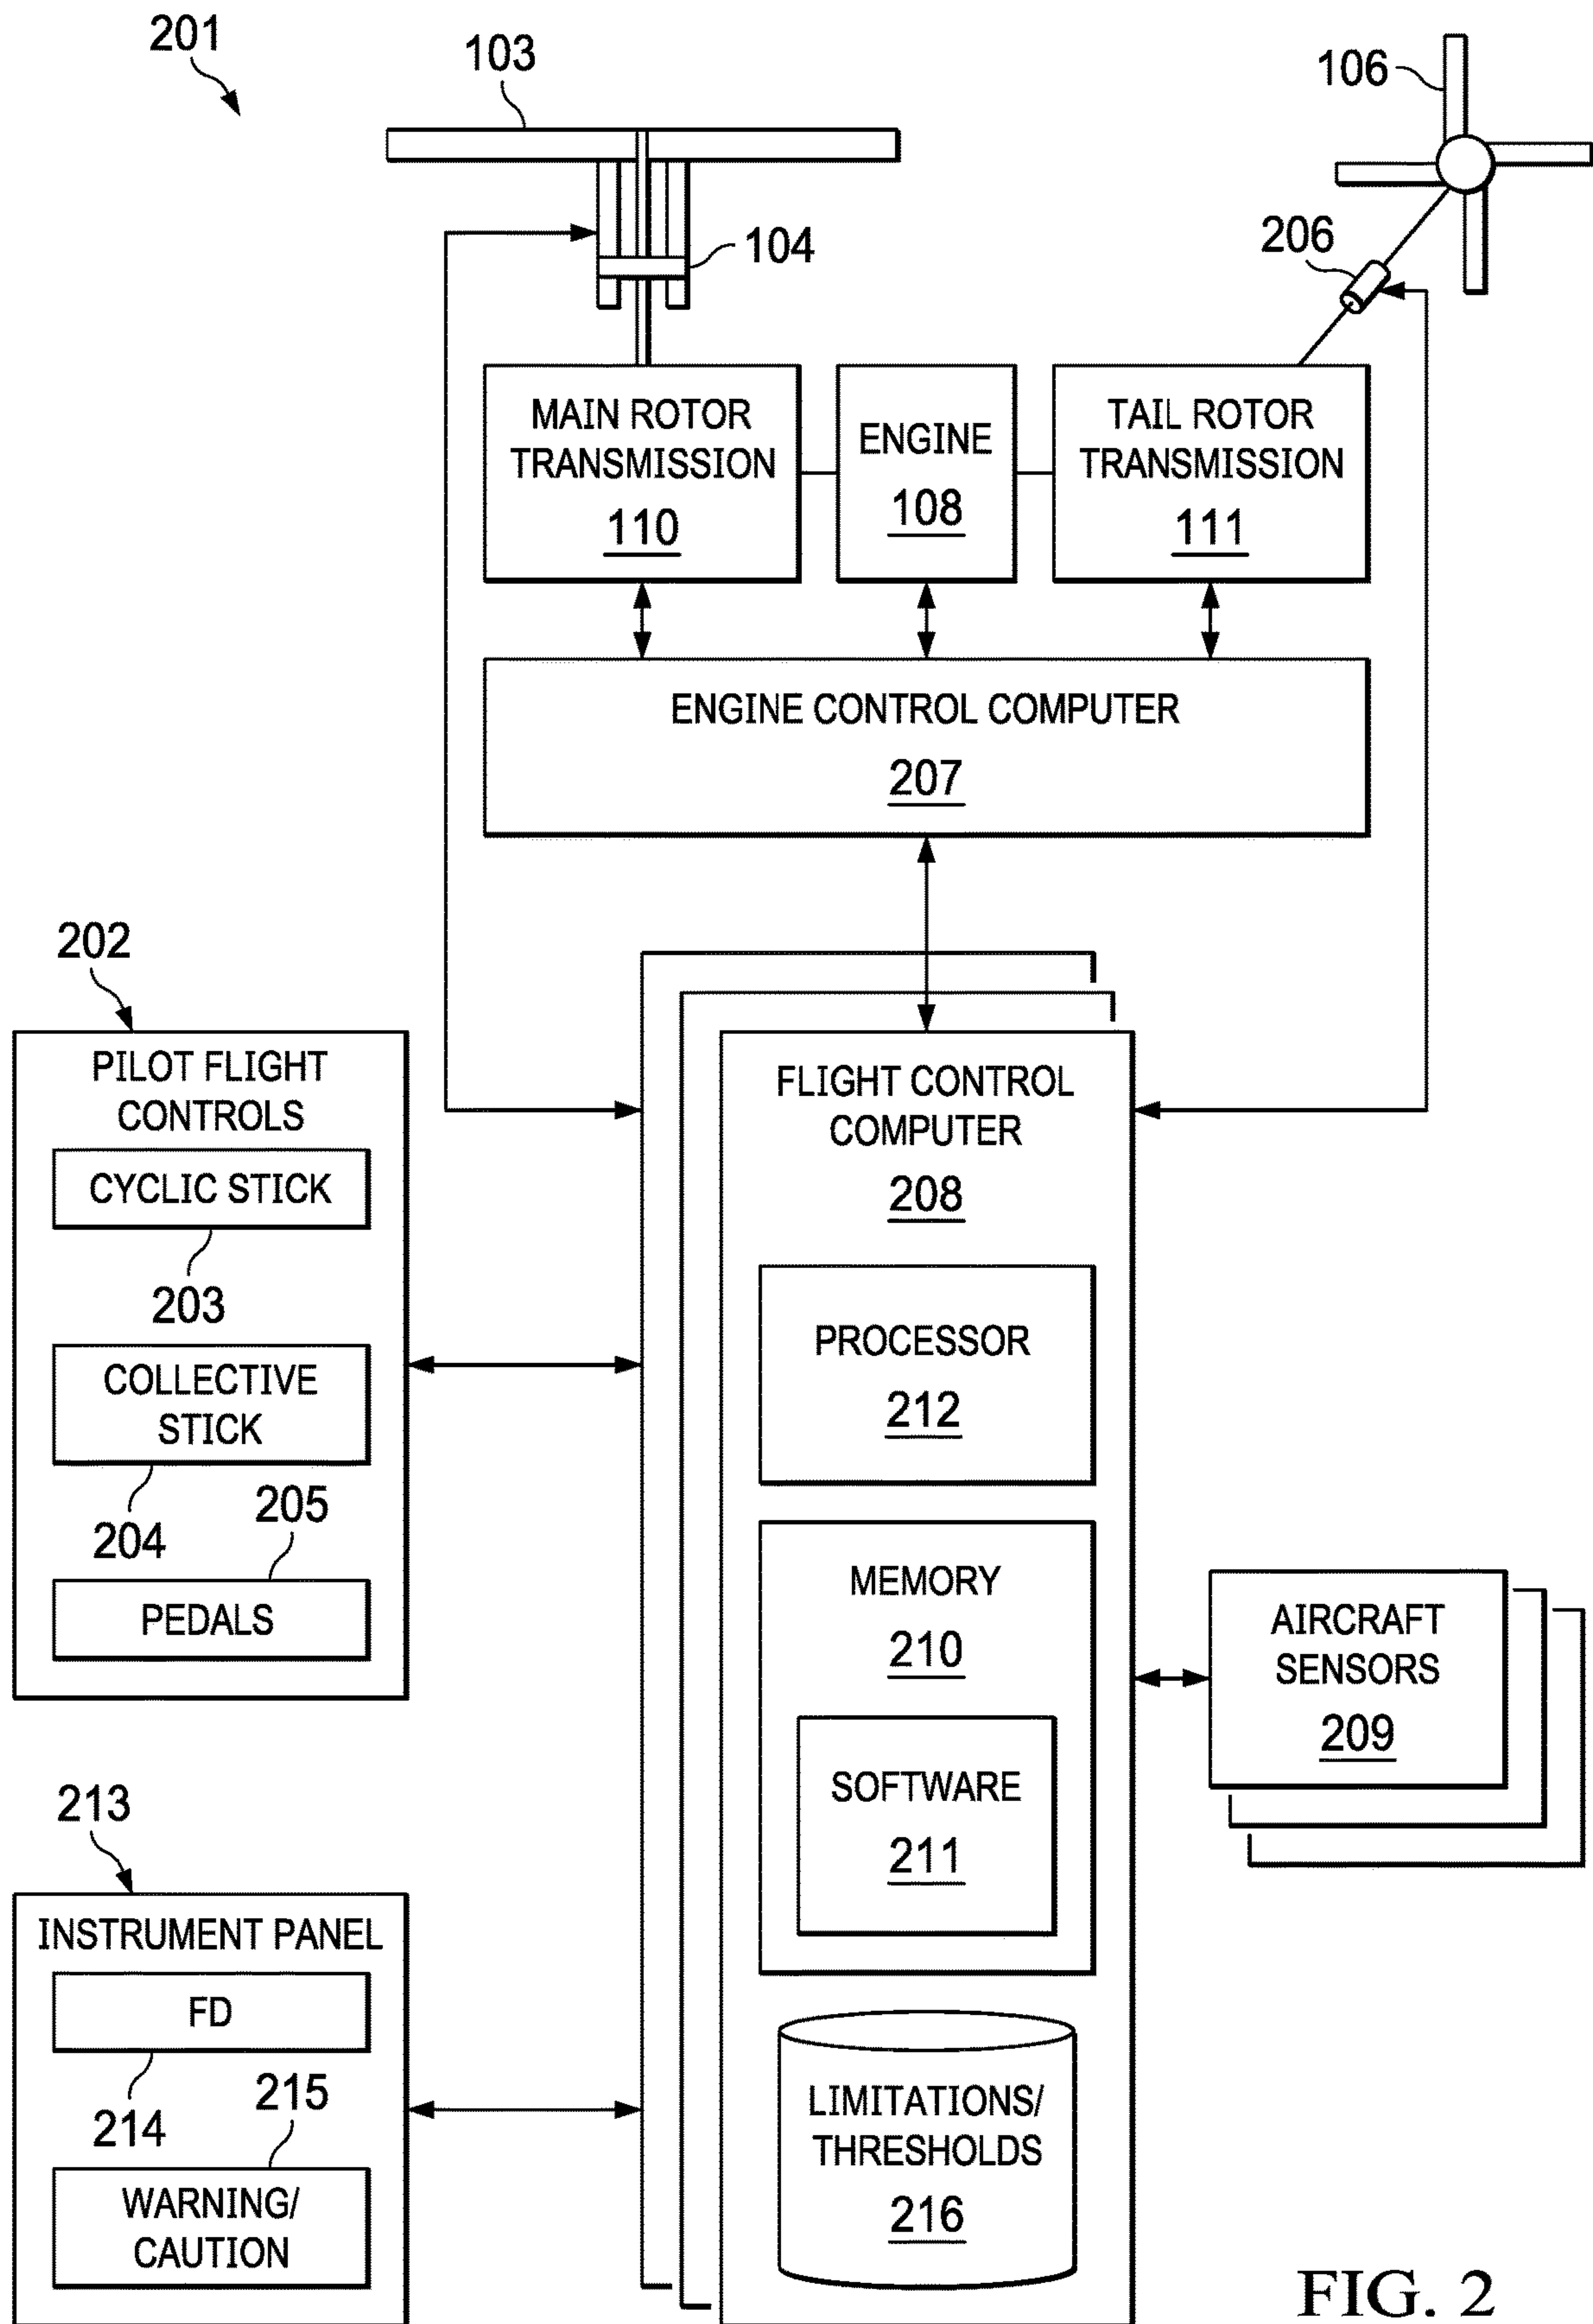 201
103
106
104
206
MAIN ROTOR
TRANSMISSION
110
ENGINE
108
TAIL ROTOR
TRANSMISSION
111
ENGINE CONTROL COMPUTER
207
202
PILOT FLIGHT
CONTROLS
CYCLIC STICK
203
COLLECTIVE
STICK
204
205
PEDALS
FLIGHT CONTROL
COMPUTER
208
PROCESSOR
212
MEMORY
210
SOFTWARE
211
LIMITATIONS/
THRESHOLDS
216
AIRCRAFT
SENSORS
209
213
INSTRUMENT PANEL
FD
214
215
WARNING/
CAUTION
FIG. 2